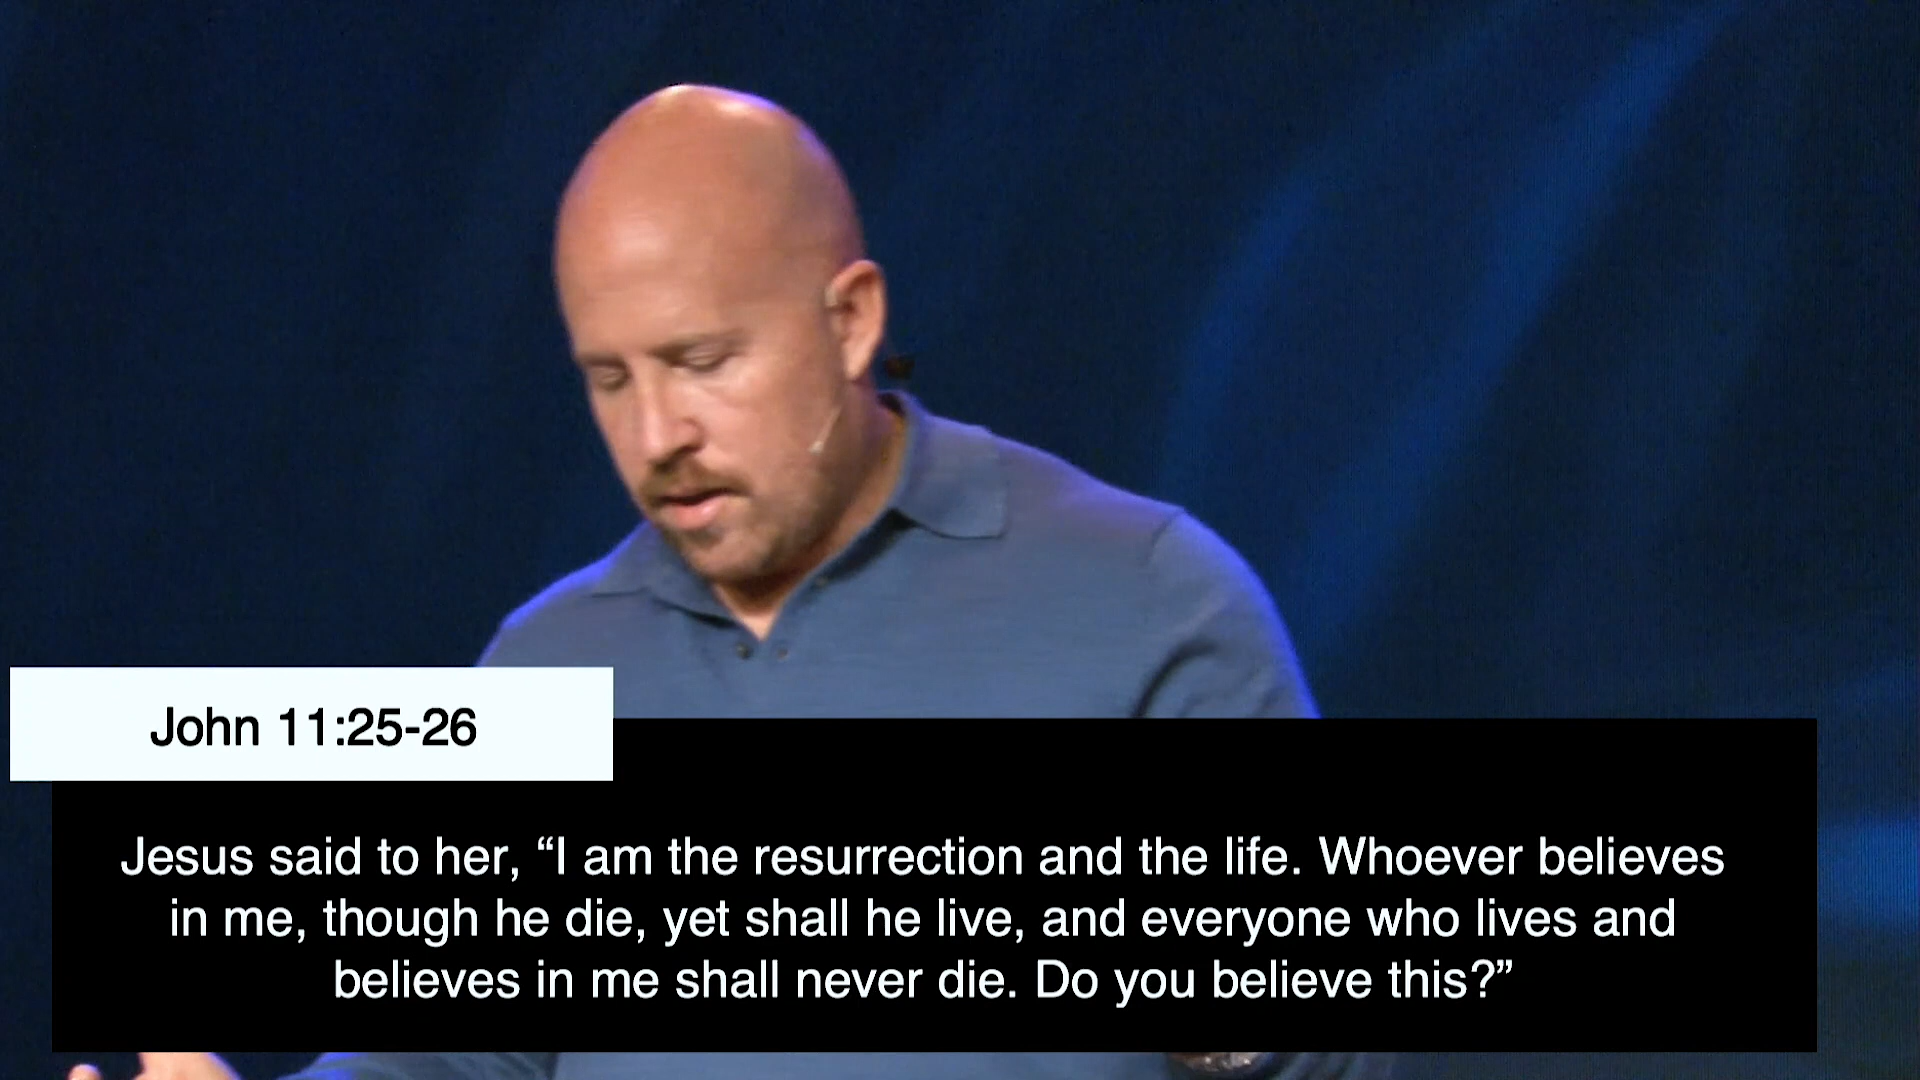 John 11:25-26
Jesus said to her, “I am the resurrection and the life. Whoever believes
in me, though he die, yet shall he live, and everyone who lives and
believes in me shall never die. Do you believe this?”